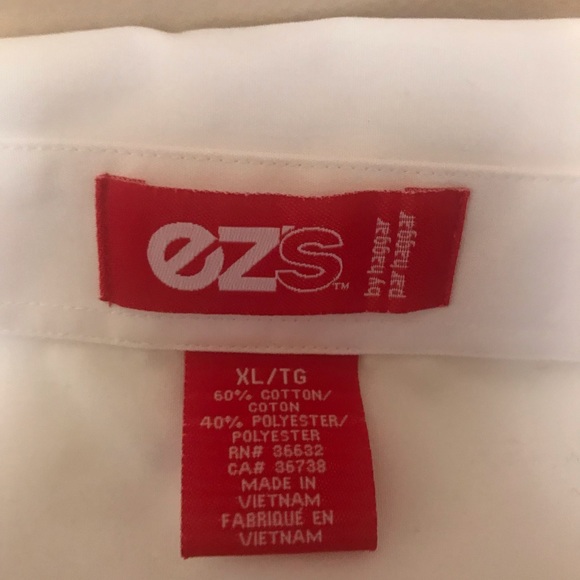 ez's™
by haggar
par haggar
XL/TG
60% COTTON/
COTON
40% POLYESTER/
POLYESTER
RN# 36632
CA# 36738
MADE IN
VIETNAM
FABRIQUÉ EN
VIETNAM